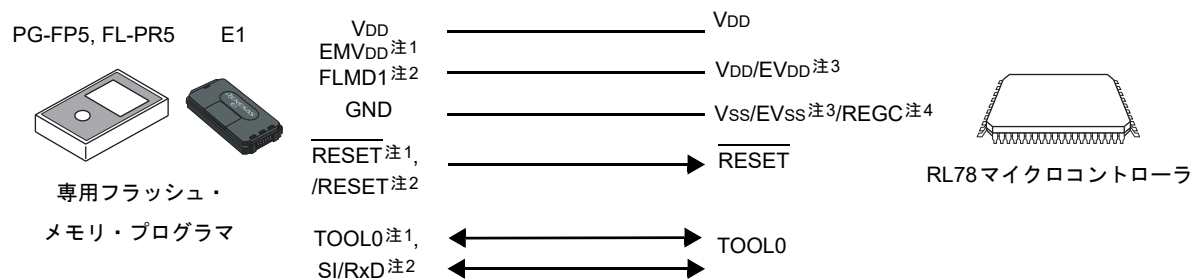 PG-FP5, FL-PR5 E1
専用フラッシュ・
メモリ・プログラマ
VDD
EMVDD注1
FLMD1注2
GND
RESET注1,
/RESET注2
TOOL0注1,
SI/RxD注2
VDD
VDD/EVDD注3
VSS/EVSS注3/REGC注4
RESET
TOOL0
RL78マイクロコントローラ
RENESAS